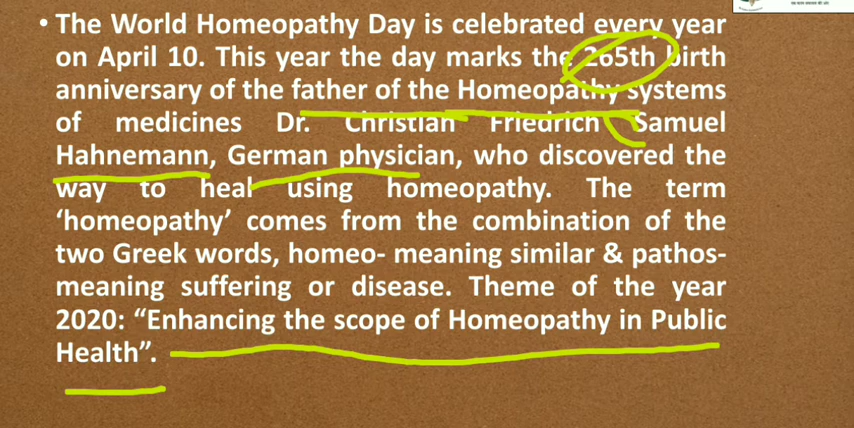 • The World Homeopathy Day is celebrated every year
on April 10. This year the day marks the 265th birth
anniversary of the father of the Homeopathy systems
of medicines Dr. Christian Friedrich Samuel
Hahnemann, German physician, who discovered the
way to heal using homeopathy. The term
‘homeopathy’ comes from the combination of the
two Greek words, homeo- meaning similar & pathos-
meaning suffering or disease. Theme of the year
2020: “Enhancing the scope of Homeopathy in Public
Health”.